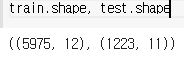 train.shape, test.shape
((5975, 12), (1223, 11))